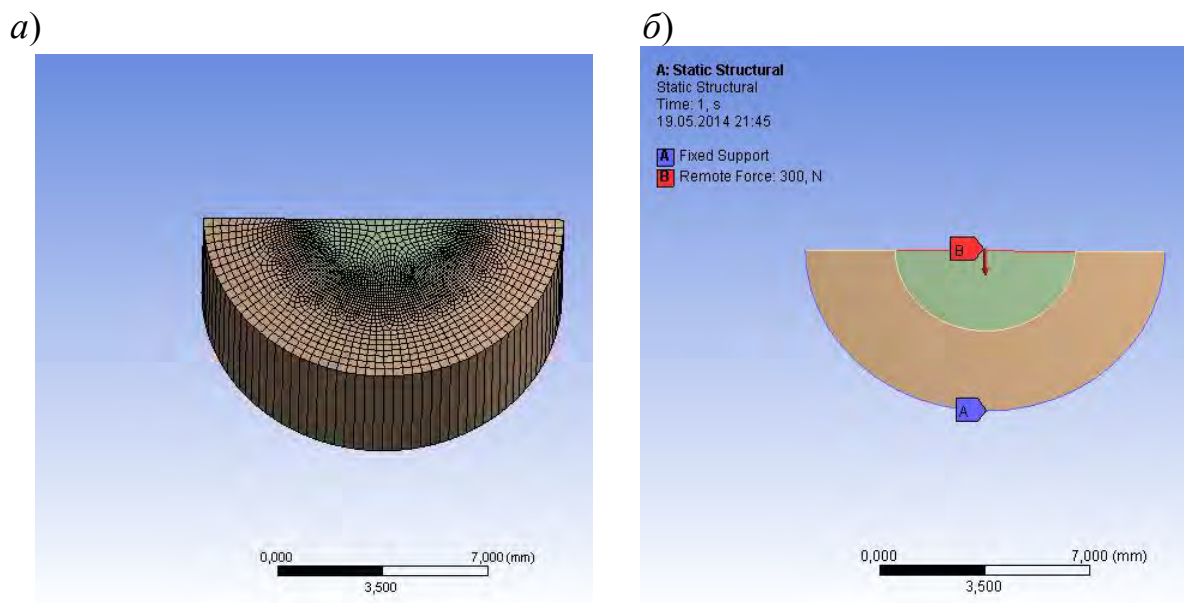 а)
0,000 7,000 (mm)
3,500
б)
A: Static Structural
Static Structural
Time: 1, s
19.05.2014 21:45
A Fixed Support
B Remote Force: 300, N
B
A
0,000 7,000 (mm)
3,500